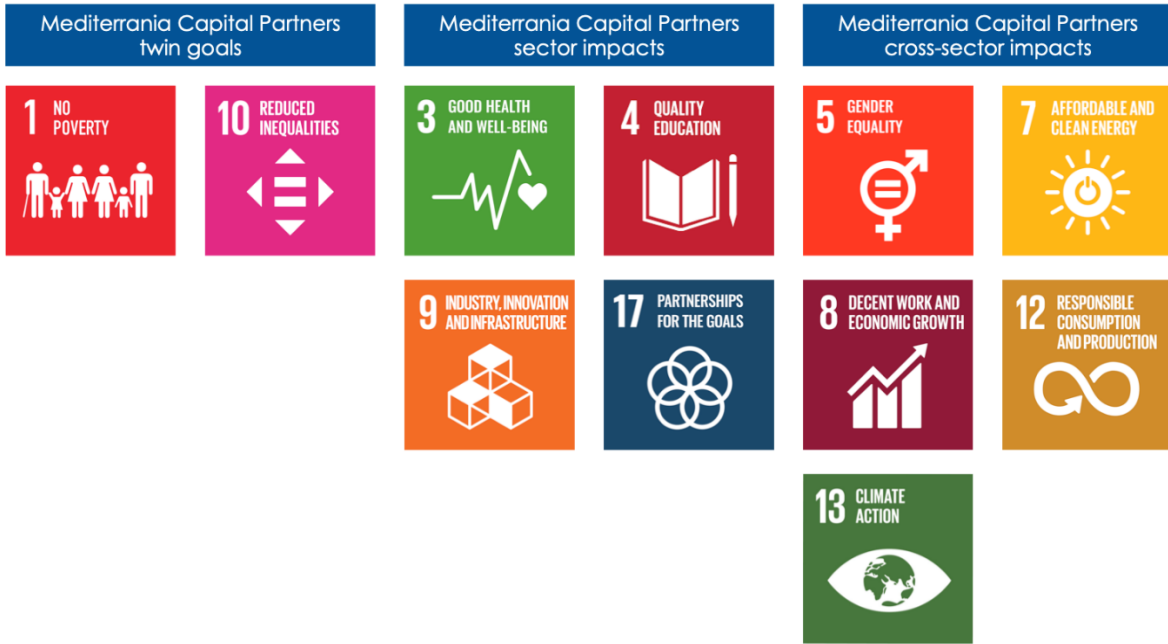 Mediterrania Capital Partners
twin goals
Mediterrania Capital Partners
sector impacts
Mediterrania Capital Partners
cross-sector impacts
1 NO
POVERTY
10 REDUCED
INEQUALITIES
3 GOOD HEALTH
AND WELL-BEING
4 QUALITY
EDUCATION
5 GENDER
EQUALITY
7 AFFORDABLE AND
CLEAN ENERGY
9 INDUSTRY, INNOVATION
AND INFRASTRUCTURE
17 PARTNERSHIPS
FOR THE GOALS
8 DECENT WORK AND
ECONOMIC GROWTH
12 RESPONSIBLE
CONSUMPTION
AND PRODUCTION
13 CLIMATE
ACTION